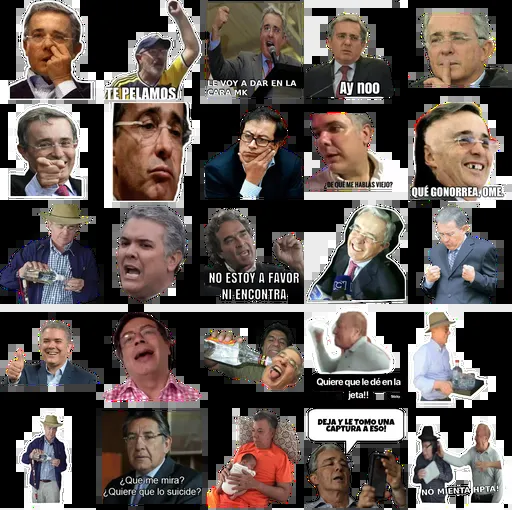 TE PELAMOS
LE VOY A DAR EN LA
CARA MK
Ay noo
¿DE QUE ME HABLAS VIEJO?
QUÉ GONORREA, OME.
NO ESTOY A FAVOR
NI ENCONTRA
Quiere que le dé en la
jeta!!
¿Que me mira?
¿Quiere que lo suicide?
DEJA Y LE TOMO UNA
CAPTURA A ESO!
NO MIENTA HPTA!